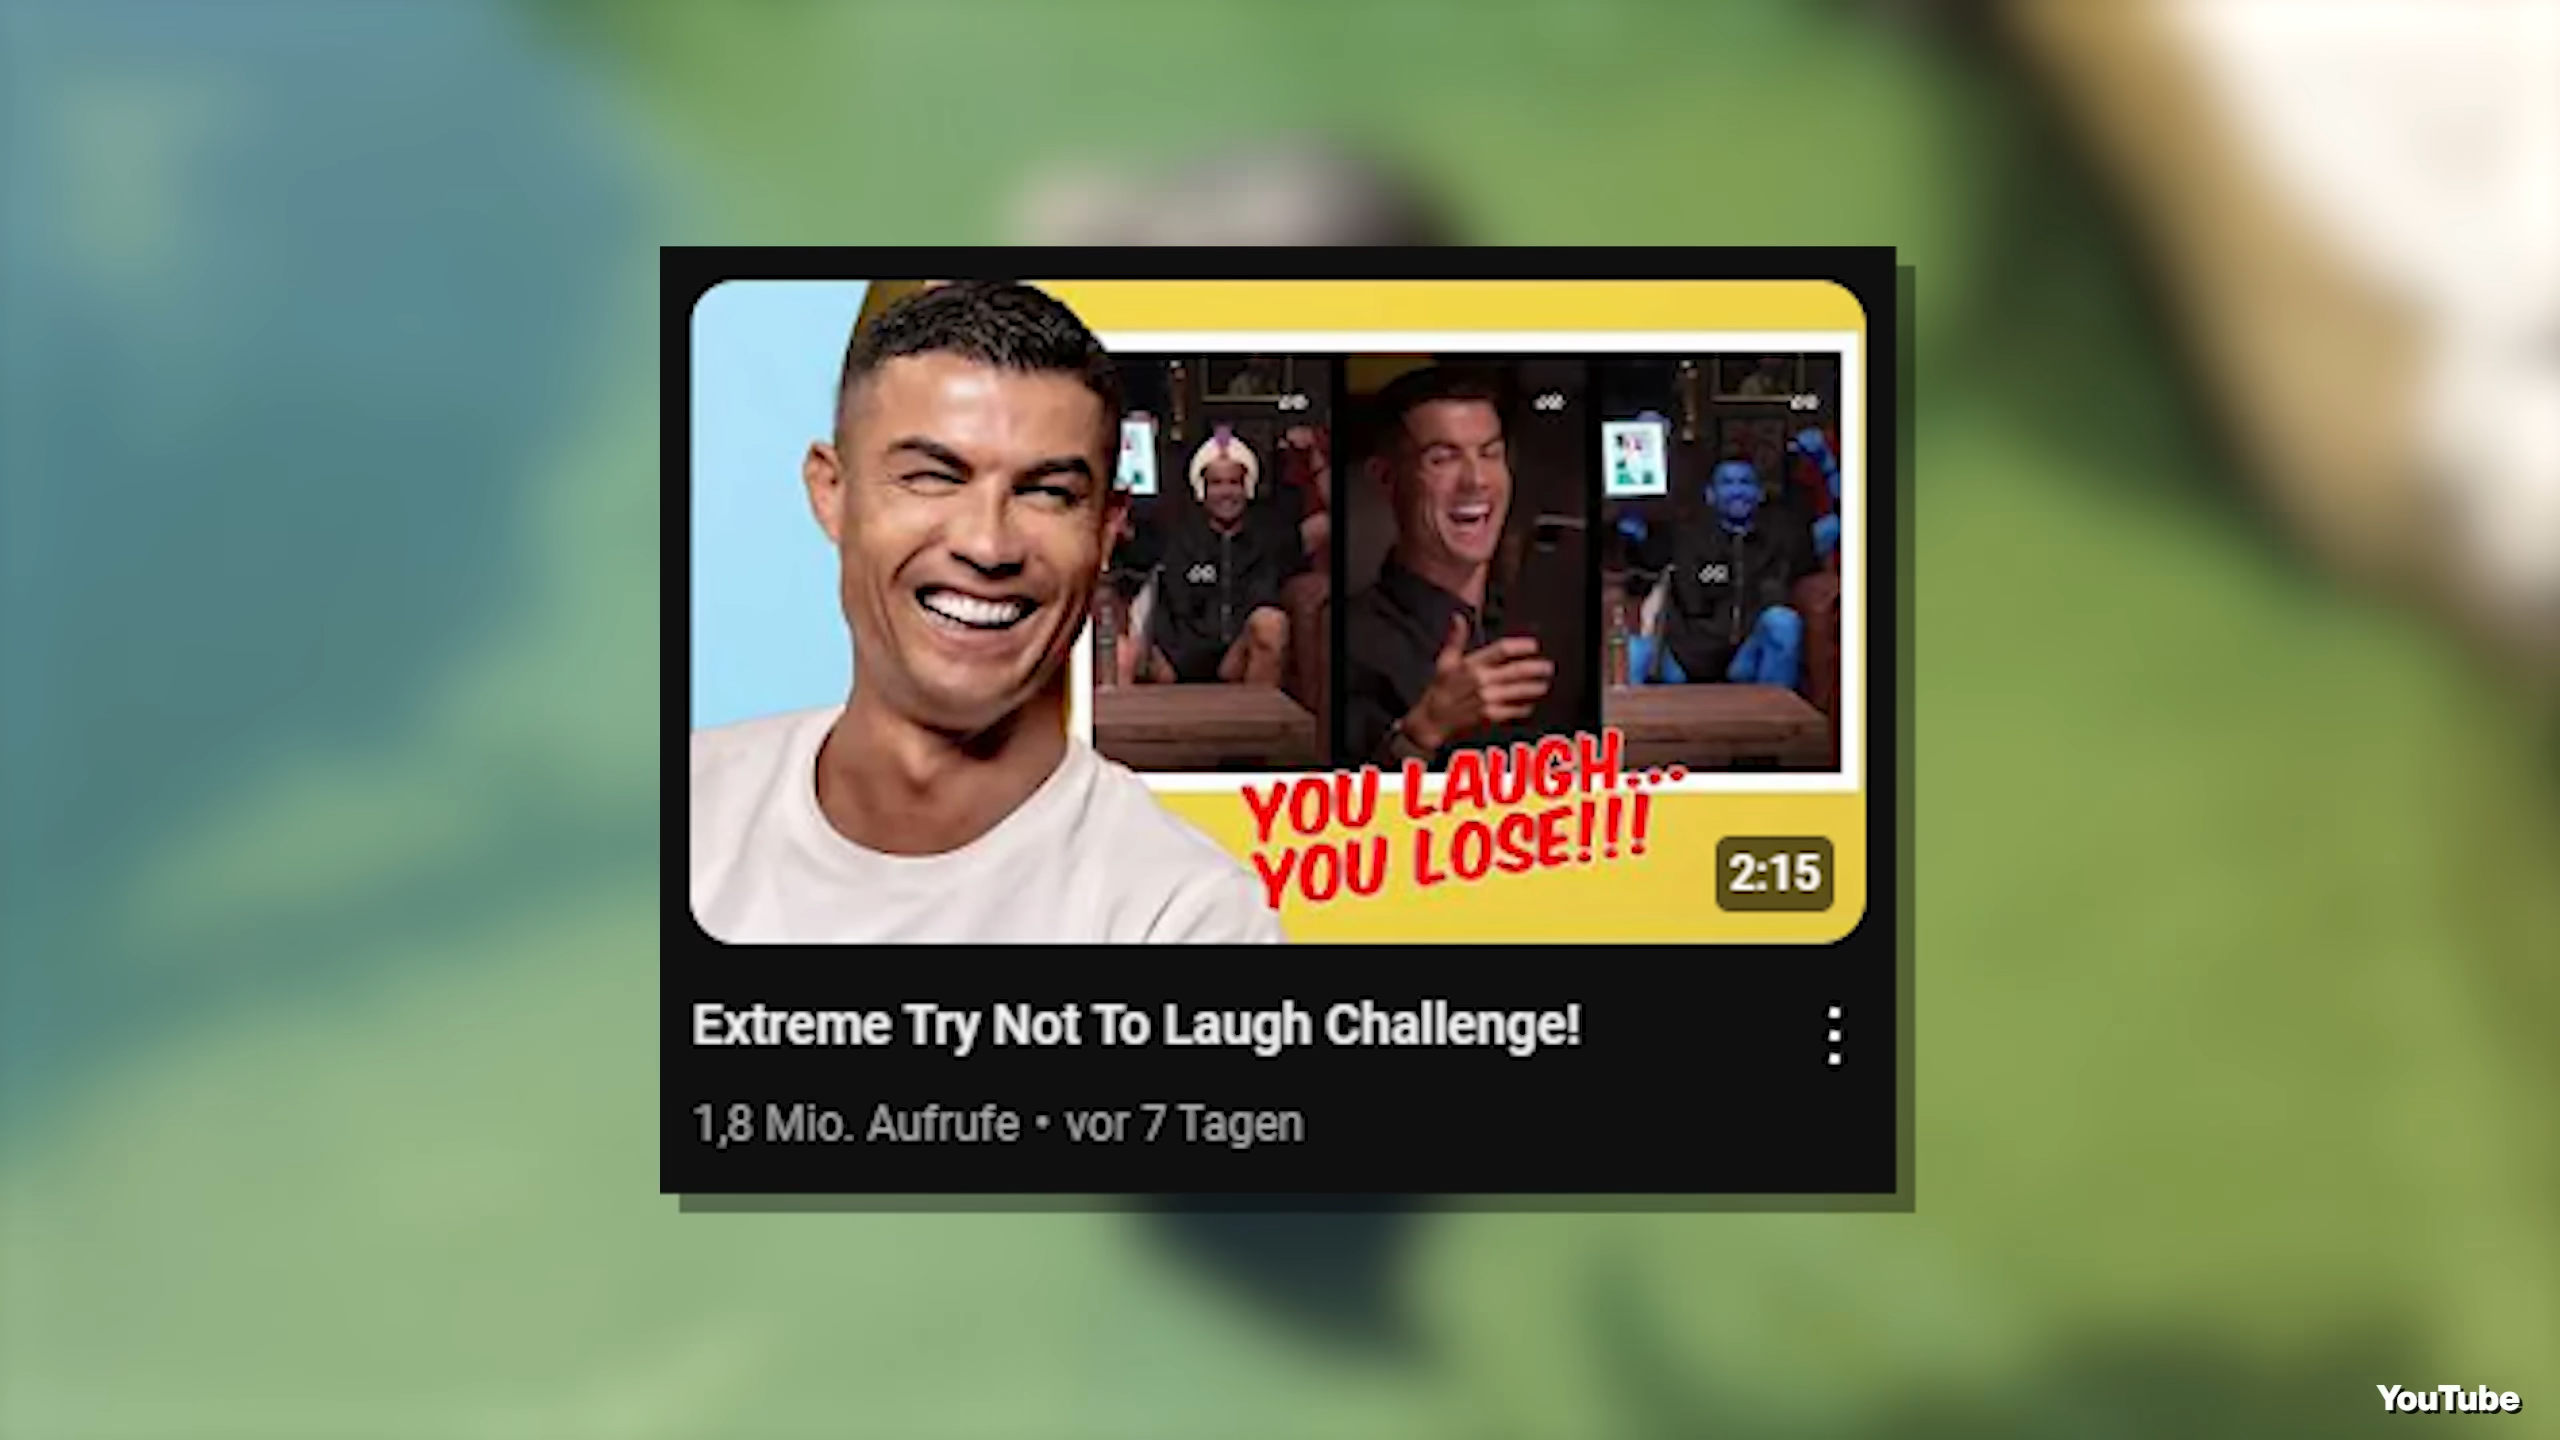 YOU LAUGH...
YOU LOSE!!!
2:15
Extreme Try Not To Laugh Challenge!
1,8 Mio. Aufrufe • vor 7 Tagen
YouTube